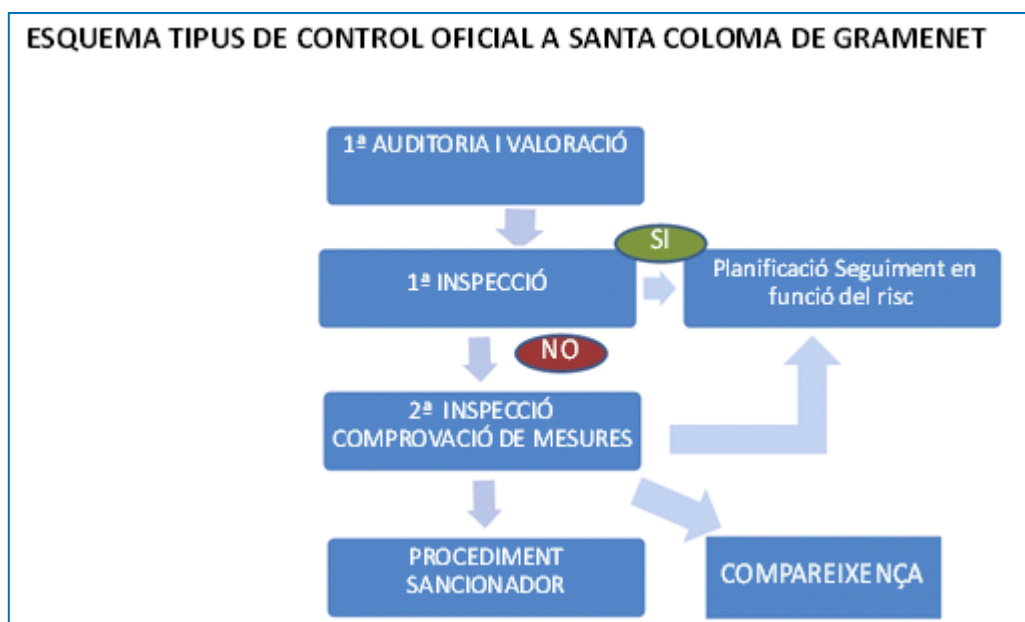 ESQUEMA TIPUS DE CONTROL OFICIAL A SANTA COLOMA DE GRAMENET
1ª AUDITORIA I VALORACIÓ
SI
1ª INSPECCIÓ
Planificació Seguiment en
funció del risc
NO
2ª INSPECCIÓ
COMPROVACIÓ DE MESURES
PROCEDIMENT
SANCIONADOR
COMPAREIXENÇA